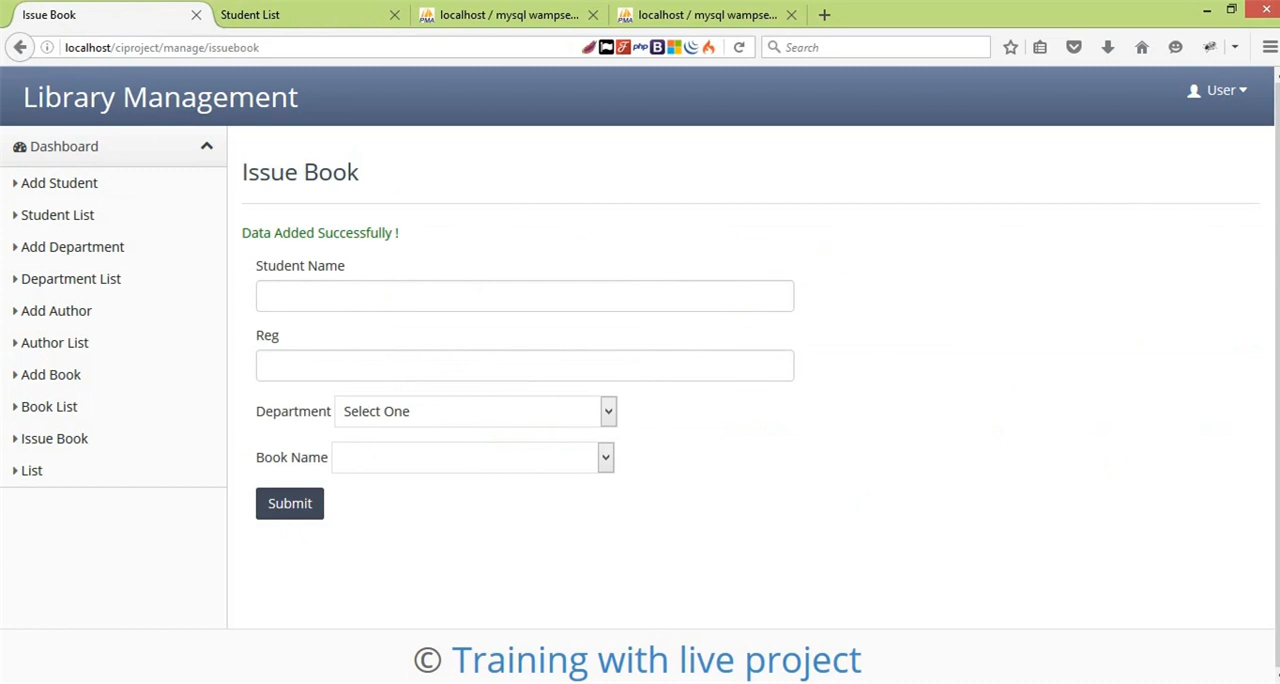 Issue Book
Student List
localhost / mysql wampse...
localhost / mysql wampse...
localhost/ciproject/manage/issuebook
php
B
Search
Library Management
User
Dashboard
Add Student
Student List
Add Department
Department List
Add Author
Author List
Add Book
Book List
Issue Book
List
Issue Book
Data Added Successfully !
Student Name
Reg
Department Select One
Book Name
Submit
© Training with live project